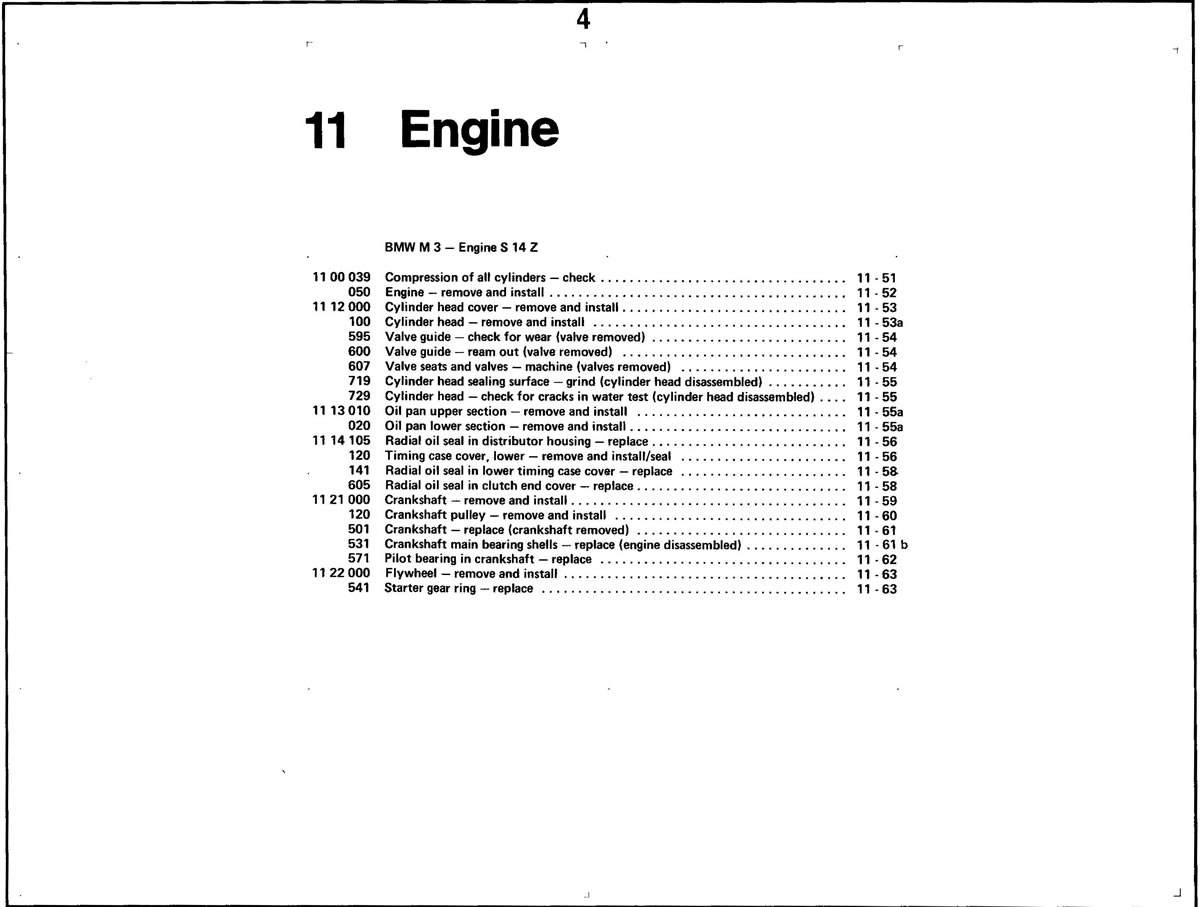 4
11 Engine
BMW M 3 — Engine S 14 Z
11 00 039 Compression of all cylinders — check .................................. 11 - 51
050 Engine — remove and install ......................................... 11 - 52
11 12 000 Cylinder head cover — remove and install ............................... 11 - 53
100 Cylinder head — remove and install ................................... 11 - 53a
595 Valve guide — check for wear (valve removed) ........................... 11 - 54
600 Valve guide — ream out (valve removed) ............................... 11 - 54
607 Valve seats and valves — machine (valves removed) ....................... 11 - 54
719 Cylinder head sealing surface — grind (cylinder head disassembled) ........... 11 - 55
729 Cylinder head — check for cracks in water test (cylinder head disassembled) .... 11 - 55
11 13 010 Oil pan upper section — remove and install ............................. 11 - 55a
020 Oil pan lower section — remove and install .............................. 11 - 55a
11 14 105 Radial oil seal in distributor housing — replace ........................... 11 - 56
120 Timing case cover, lower — remove and install/seal ....................... 11 - 56
141 Radial oil seal in lower timing case cover — replace ....................... 11 - 58
605 Radial oil seal in clutch end cover — replace ............................. 11 - 58
11 21 000 Crankshaft — remove and install ...................................... 11 - 59
120 Crankshaft pulley — remove and install ................................ 11 - 60
501 Crankshaft — replace (crankshaft removed) ............................. 11 - 61
531 Crankshaft main bearing shells — replace (engine disassembled) .............. 11 - 61 b
571 Pilot bearing in crankshaft — replace .................................. 11 - 62
11 22 000 Flywheel — remove and install ....................................... 11 - 63
541 Starter gear ring — replace .......................................... 11 - 63